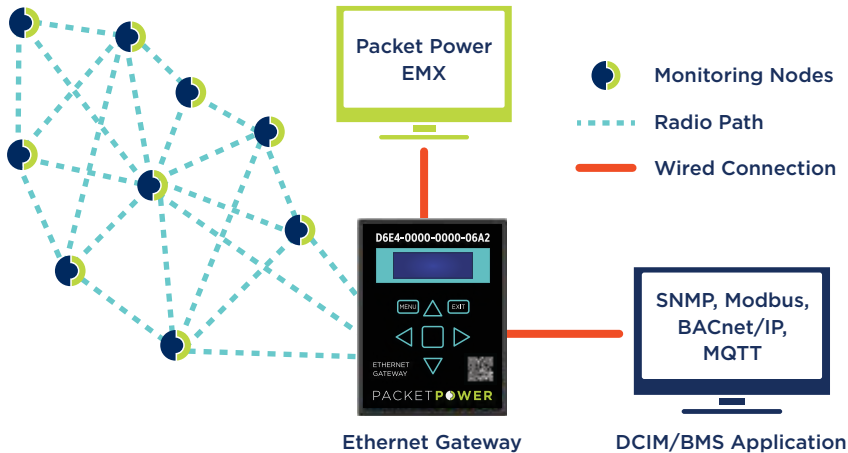 Packet Power
EMX
Monitoring Nodes
Radio Path
Wired Connection
D6E4-0000-0000-06A2
MENU
EXIT
ETHERNET
GATEWAY
PACKETPOWER
SNMP, Modbus,
BACnet/IP,
MQTT
Ethernet Gateway
DCIM/BMS Application